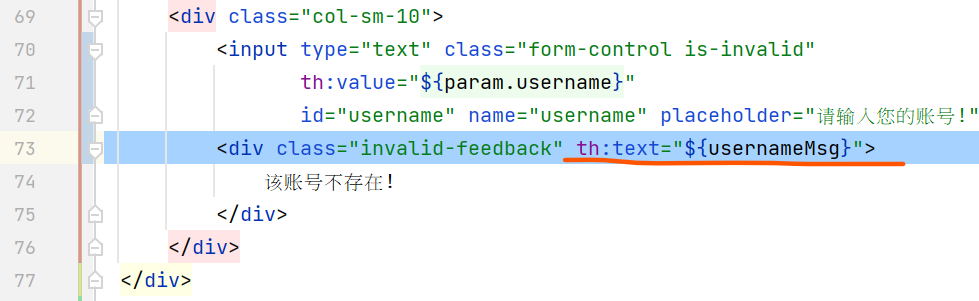 69 <div class="col-sm-10">
70 <input type="text" class="form-control is-invalid"
71 th:value="${param.username}"
72 id="username" name="username" placeholder="请输入您的账号!"
73 <div class="invalid-feedback" th:text="${usernameMsg}">
74 该账号不存在!
75 </div>
76 </div>
77 </div>